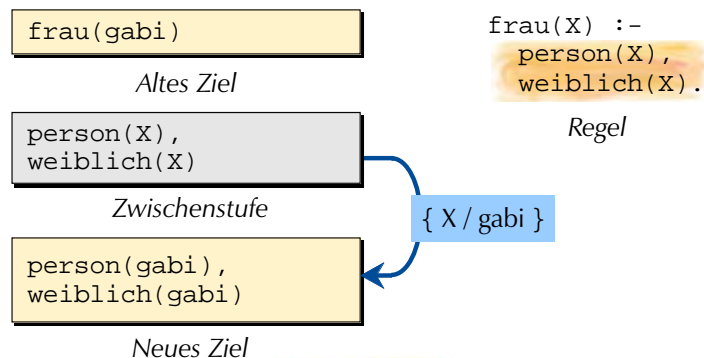 frau(gabi)
Altes Ziel
person(X),
weiblich(X)
Zwischenstufe
{ X / gabi }
person(gabi),
weiblich(gabi)
Neues Ziel
frau(X) :-
person(X),
weiblich(X).
Regel